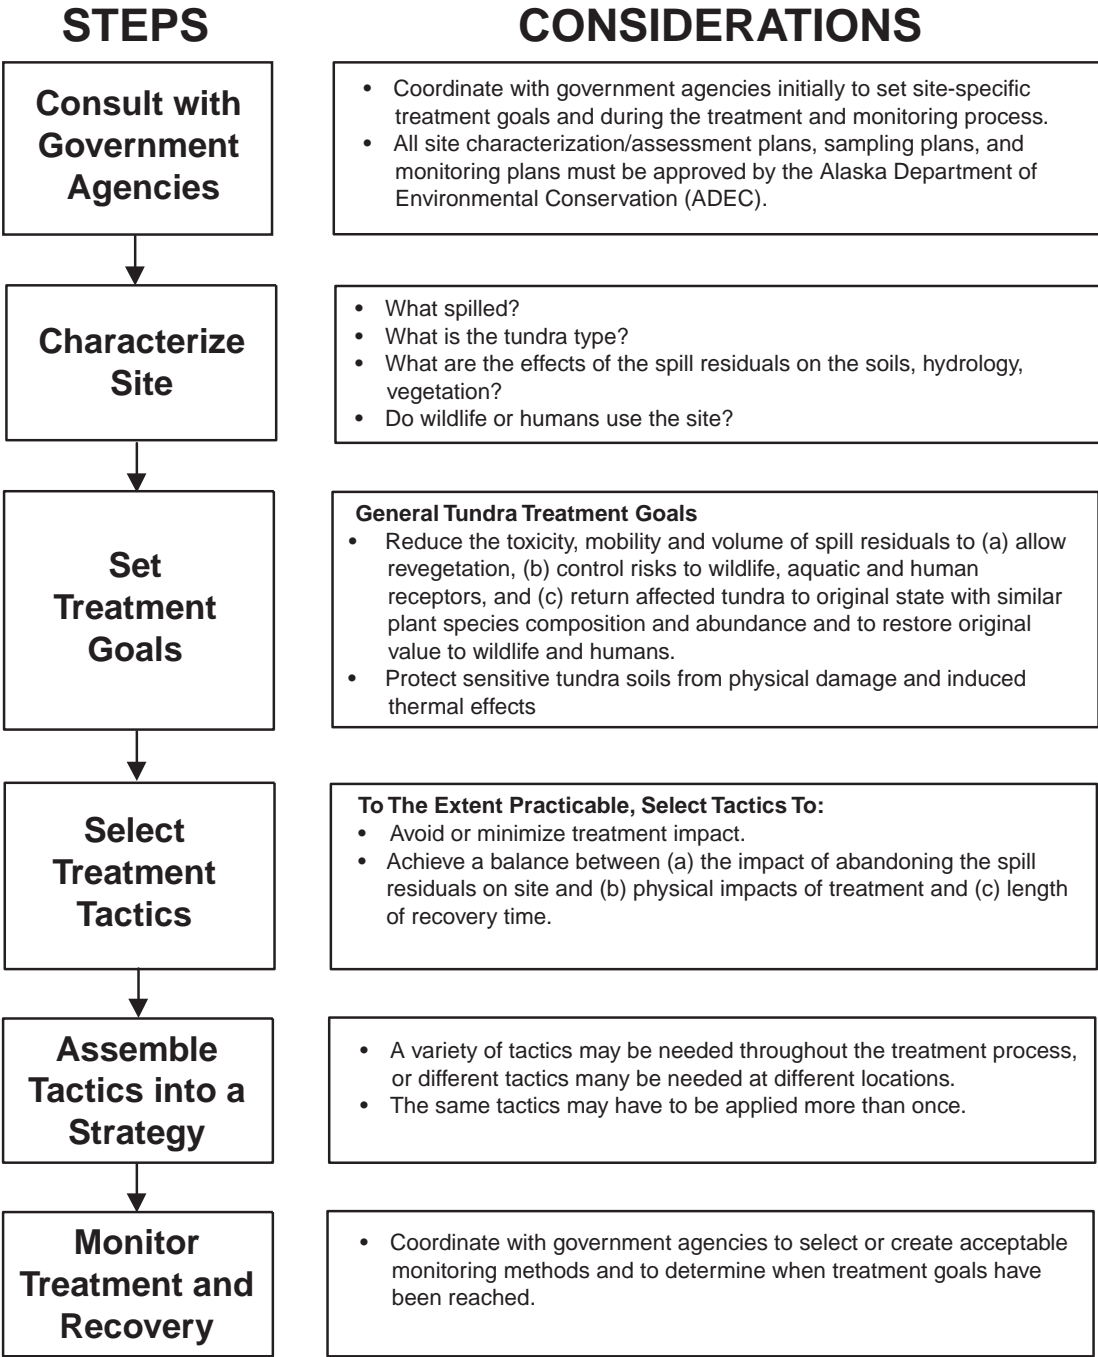 STEPS
CONSIDERATIONS
Consult with
Government
Agencies
• Coordinate with government agencies initially to set site-specific
treatment goals and during the treatment and monitoring process.
• All site characterization/assessment plans, sampling plans, and
monitoring plans must be approved by the Alaska Department of
Environmental Conservation (ADEC).
Characterize
Site
• What spilled?
• What is the tundra type?
• What are the effects of the spill residuals on the soils, hydrology,
vegetation?
• Do wildlife or humans use the site?
Set
Treatment
Goals
General Tundra Treatment Goals
• Reduce the toxicity, mobility and volume of spill residuals to (a) allow
revegetation, (b) control risks to wildlife, aquatic and human
receptors, and (c) return affected tundra to original state with similar
plant species composition and abundance and to restore original
value to wildlife and humans.
• Protect sensitive tundra soils from physical damage and induced
thermal effects
Select
Treatment
Tactics
To The Extent Practicable, Select Tactics To:
• Avoid or minimize treatment impact.
• Achieve a balance between (a) the impact of abandoning the spill
residuals on site and (b) physical impacts of treatment and (c) length
of recovery time.
Assemble
Tactics into a
Strategy
• A variety of tactics may be needed throughout the treatment process,
or different tactics many be needed at different locations.
• The same tactics may have to be applied more than once.
Monitor
Treatment and
Recovery
• Coordinate with government agencies to select or create acceptable
monitoring methods and to determine when treatment goals have
been reached.